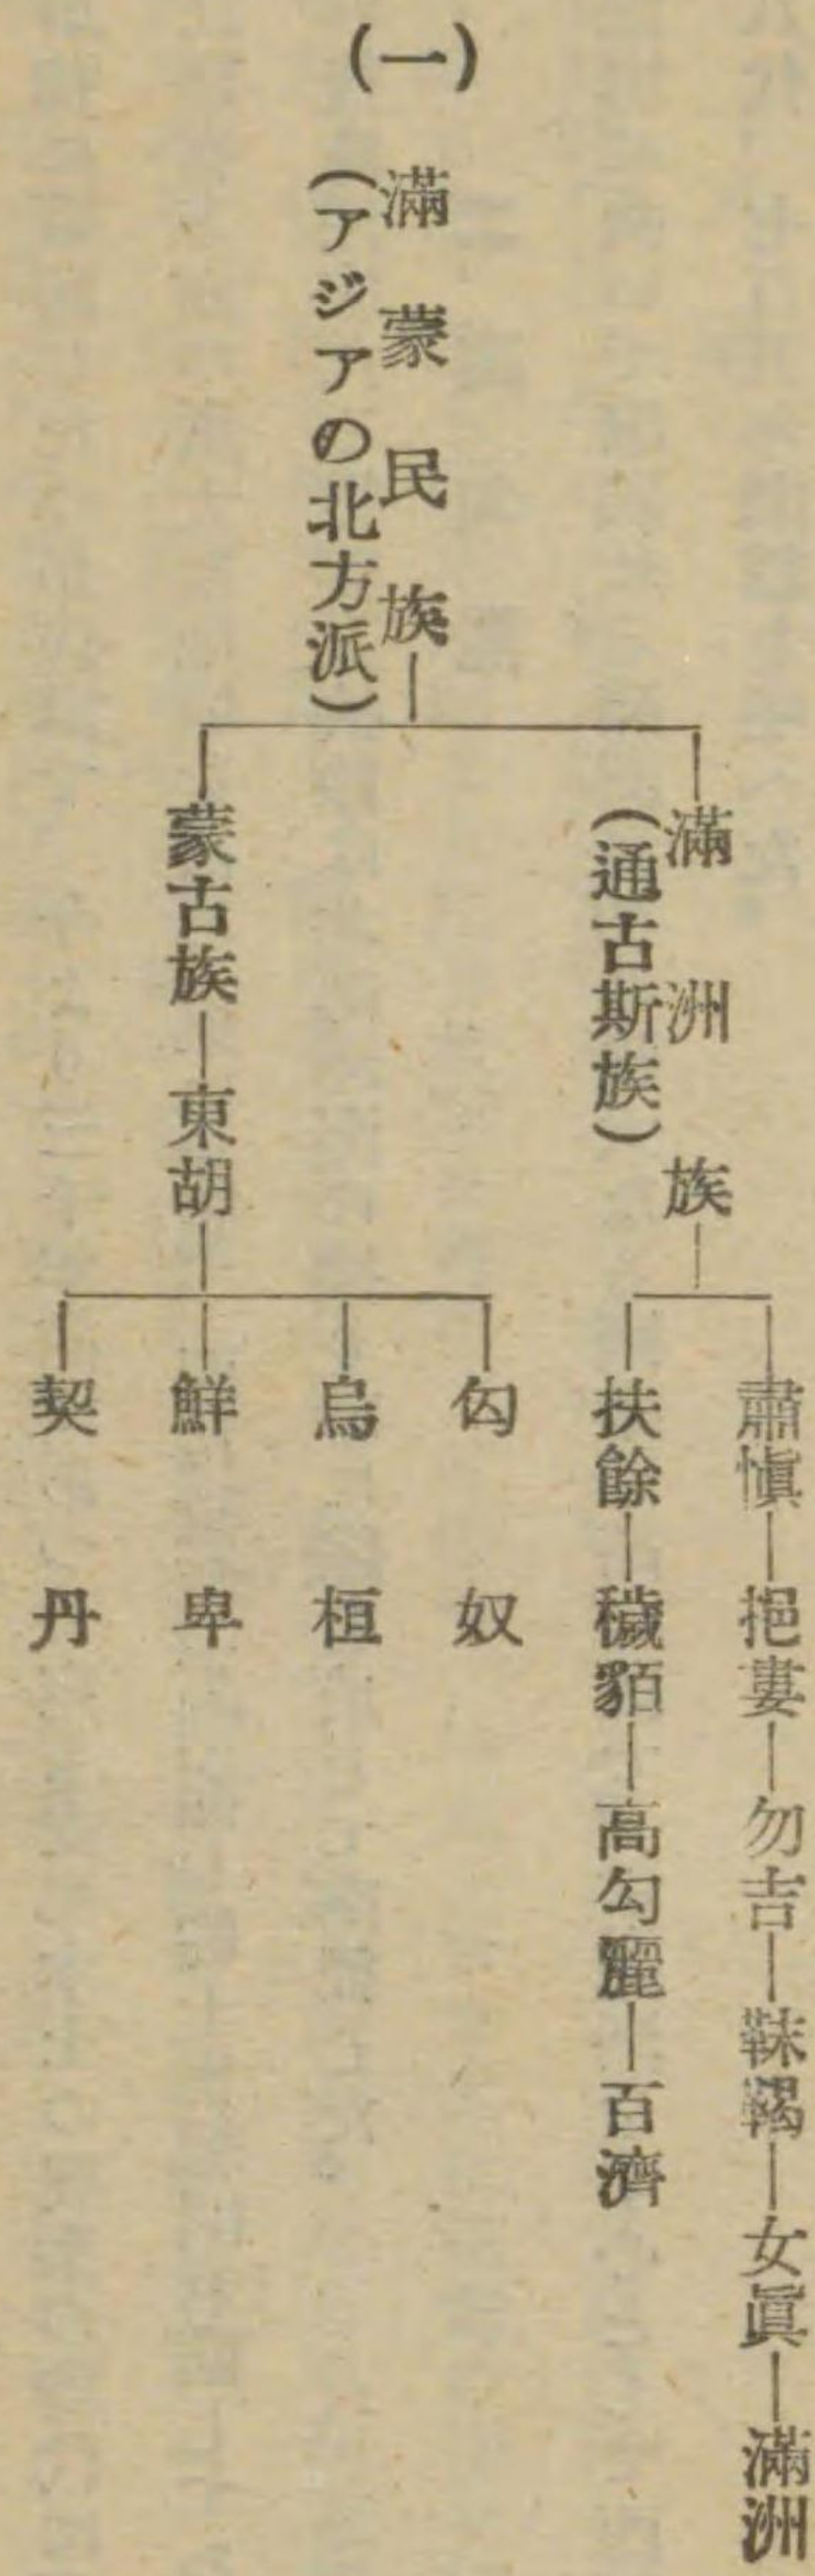 (一)
滿蒙民族
(アジアの北方派)
滿洲族
(通古斯族)
肅愼―挹婁―勿吉―靺鞨―女眞―滿洲
扶餘―穢貊―高勾麗―百濟
蒙古族―東胡
匈奴
烏桓
鮮卑
契丹